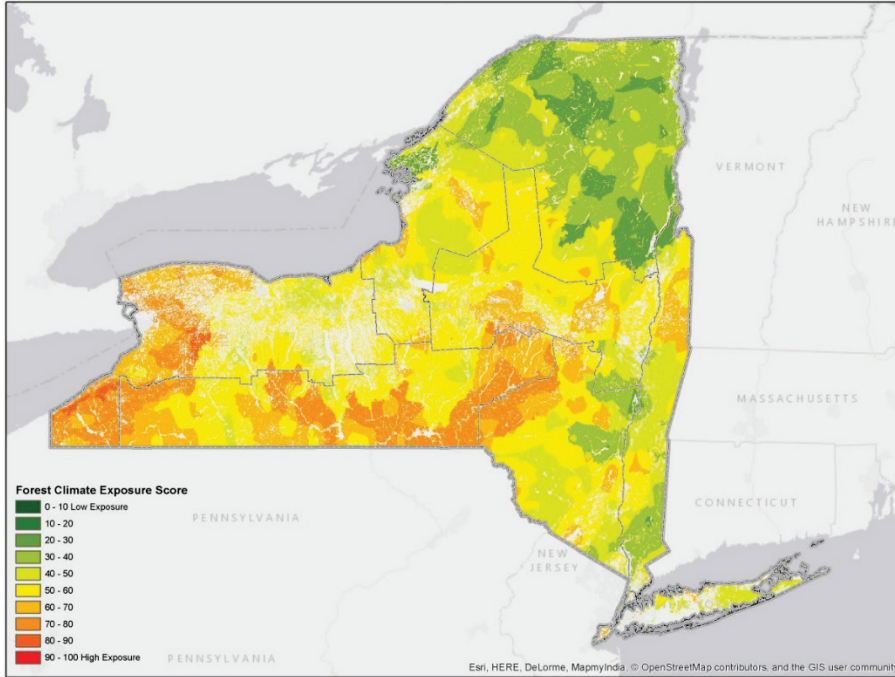 VERMONT
NEW
HAMPSHIRE
MASSACHUSETTS
CONNECTICUT
PENNSYLVANIA
NEW
JERSEY
PENNSYLVANIA
Forest Climate Exposure Score
0 - 10 Low Exposure
10 - 20
20 - 30
30 - 40
40 - 50
50 - 60
60 - 70
70 - 80
80 - 90
90 - 100 High Exposure
Esri, HERE, DeLorme, MapmyIndia, © OpenStreetMap contributors, and the GIS user community